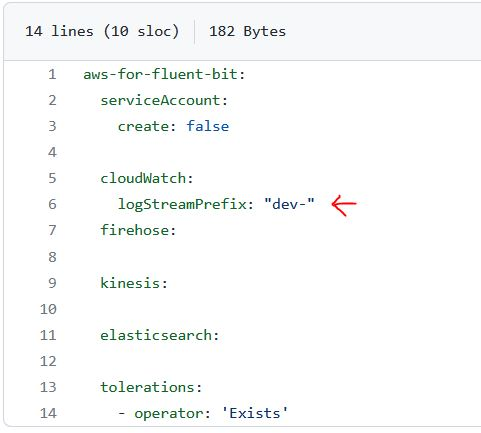 14 lines (10 sloc) 182 Bytes
1 aws-for-fluent-bit:
2 serviceAccount:
3 create: false
4
5 cloudWatch:
6 logStreamPrefix: "dev-"
7 firehose:
8
9 kinesis:
10
11 elasticsearch:
12
13 tolerations:
14 - operator: 'Exists'